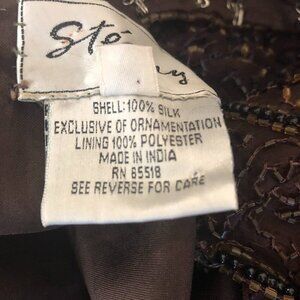 SHELL: 100% SILK
EXCLUSIVE OF ORNAMENTATION
LINING 100% POLYESTER
MADE IN INDIA
RN 65518
SEE REVERSE FOR CARE